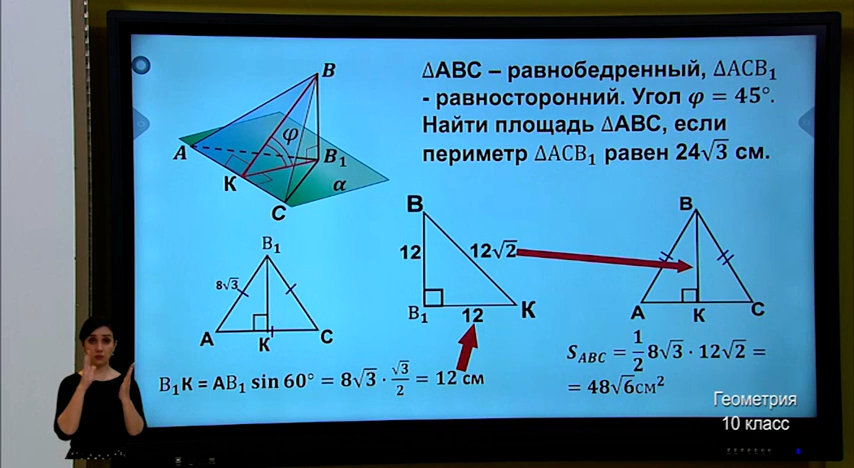 ΔABC – равнобедренный, ΔACB₁
- равносторонний. Угол φ = 45°.
Найти площадь ΔABC, если
периметр ΔACB₁ равен 24√3 см.
B
φ
A
B₁
К
α
C
B₁
8√3
A
К
C
B
12
12√2
B₁
12
К
B
A
К
C
B₁К = AB₁ sin 60° = 8√3 · √3/2 = 12 см
S_ABC = 1/2 8√3 · 12√2 =
= 48√6см²
Геометрия
10 класс